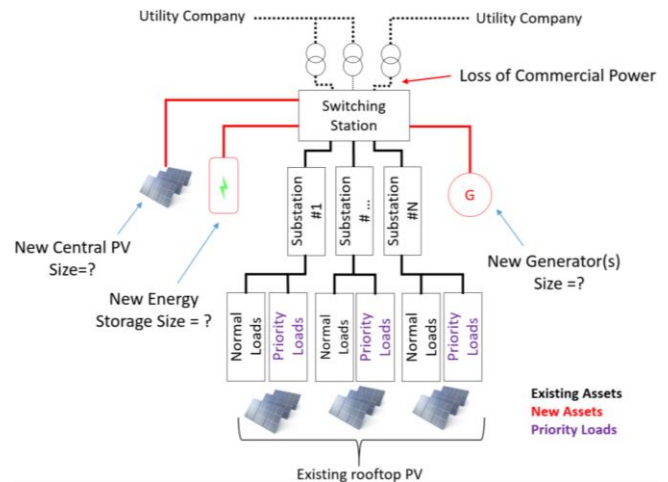 Utility Company
Utility Company
Loss of Commercial Power
Switching
Station
Substation
#1
Substation
# ...
Substation
#N
G
New Central PV
Size=?
New Energy
Storage Size = ?
New Generator(s)
Size =?
Normal
Loads
Priority
Loads
Normal
Loads
Priority
Loads
Normal
Loads
Priority
Loads
Existing Assets
New Assets
Priority Loads
Existing rooftop PV